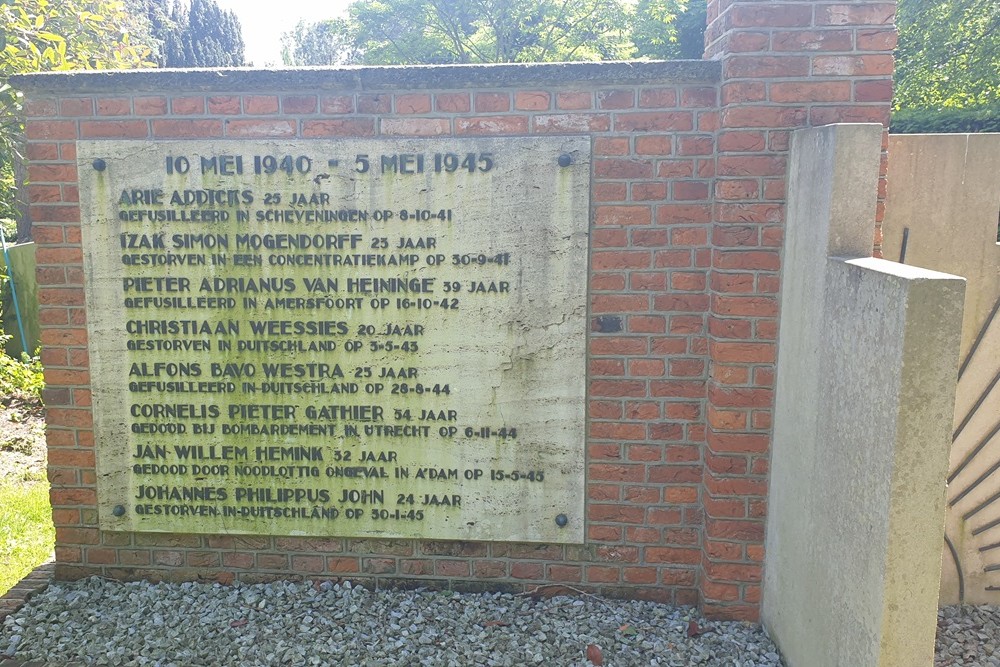 10 MEI 1940 - 5 MEI 1945
ARIE ADDICKS 25 JAAR
GEFUSILLEERD IN SCHEVENINGEN OP 8-10-41
IZAK SIMON MOGENDORFF 25 JAAR
GESTORVEN IN EEN CONCENTRATIEKAMP OP 30-9-41
PIETER ADRIANUS VAN HEININGE 39 JAAR
GEFUSILLEERD IN AMERSFOORT OP 16-10-42
CHRISTIAAN WEESSIES 20 JAAR
GESTORVEN IN DUITSCHLAND OP 3-5-45
ALFONS BAVO WESTRA 25 JAAR
GEFUSILLEERD IN DUITSCHLAND OP 28-8-44
CORNELIS PIETER GATHIER 34 JAAR
GEDOOD BIJ BOMBARDEMENT IN UTRECHT OP 6-11-44
JAN WILLEM HEMINK 32 JAAR
GEDOOD DOOR NOODLOTTIG ONGEVAL IN A'DAM OP 15-5-45
JOHANNES PHILIPPUS JOHN 24 JAAR
GESTORVEN IN DUITSCHLAND OP 30-1-45